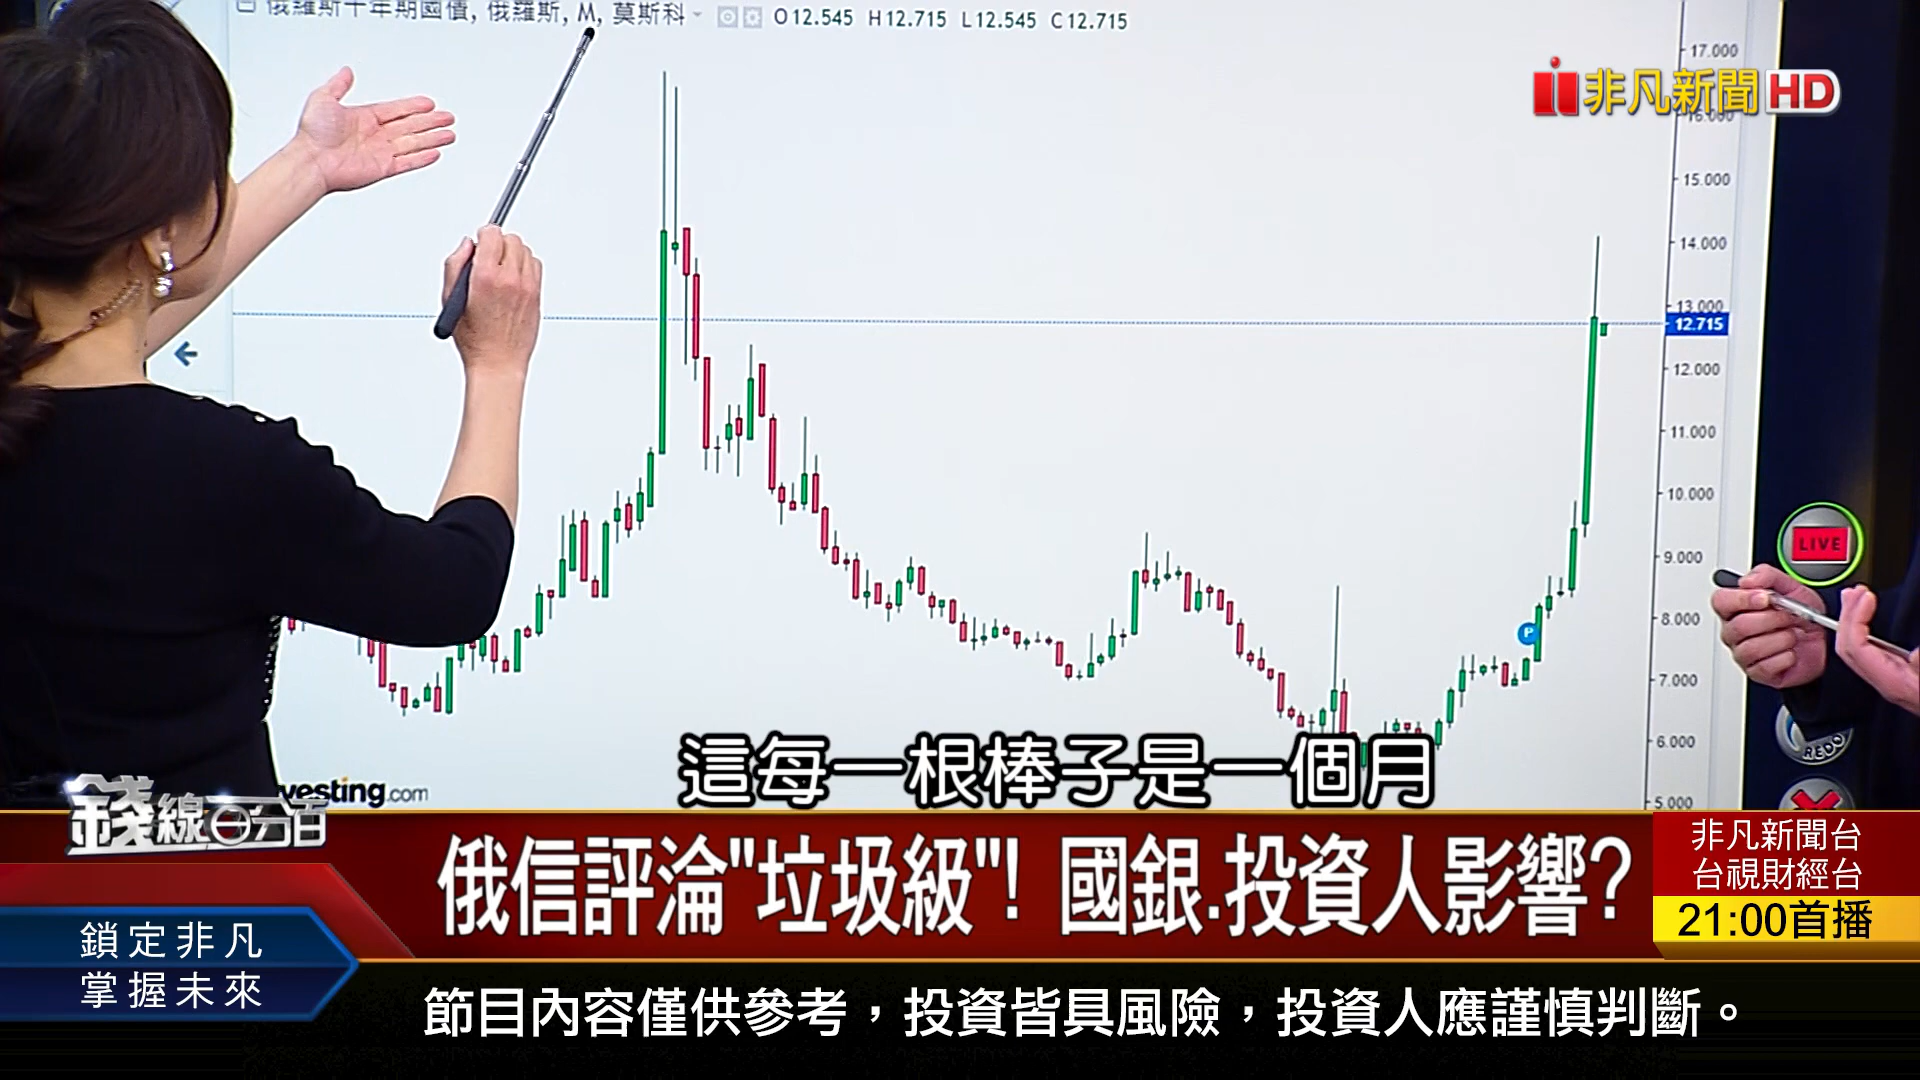 俄羅斯十年期國債, 俄羅斯, M, 莫斯科 O12.545 H12.715 L12.545 C12.715
非凡新聞HD
17.000
16.000
15.000
14.000
13.000
12.715
12.000
11.000
10.000
9.000
8.000
7.000
6.000
5.000
LIVE
P
REDO
vesting.com
這每一根棒子是一個月
錢線百分百
俄信評淪"垃圾級"! 國銀.投資人影響?
非凡新聞台
台視財經台
21:00首播
鎖定非凡
掌握未來
節目內容僅供參考，投資皆具風險，投資人應謹慎判斷。